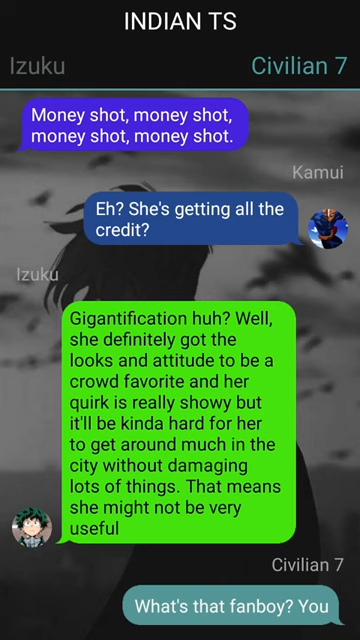 INDIAN TS
Izuku
Civilian 7
Money shot, money shot,
money shot, money shot.
Kamui
Eh? She's getting all the
credit?
Izuku
Gigantification huh? Well,
she definitely got the
looks and attitude to be a
crowd favorite and her
quirk is really showy but
it'll be kinda hard for her
to get around much in the
city without damaging
lots of things. That means
she might not be very
useful
Civilian 7
What's that fanboy? You